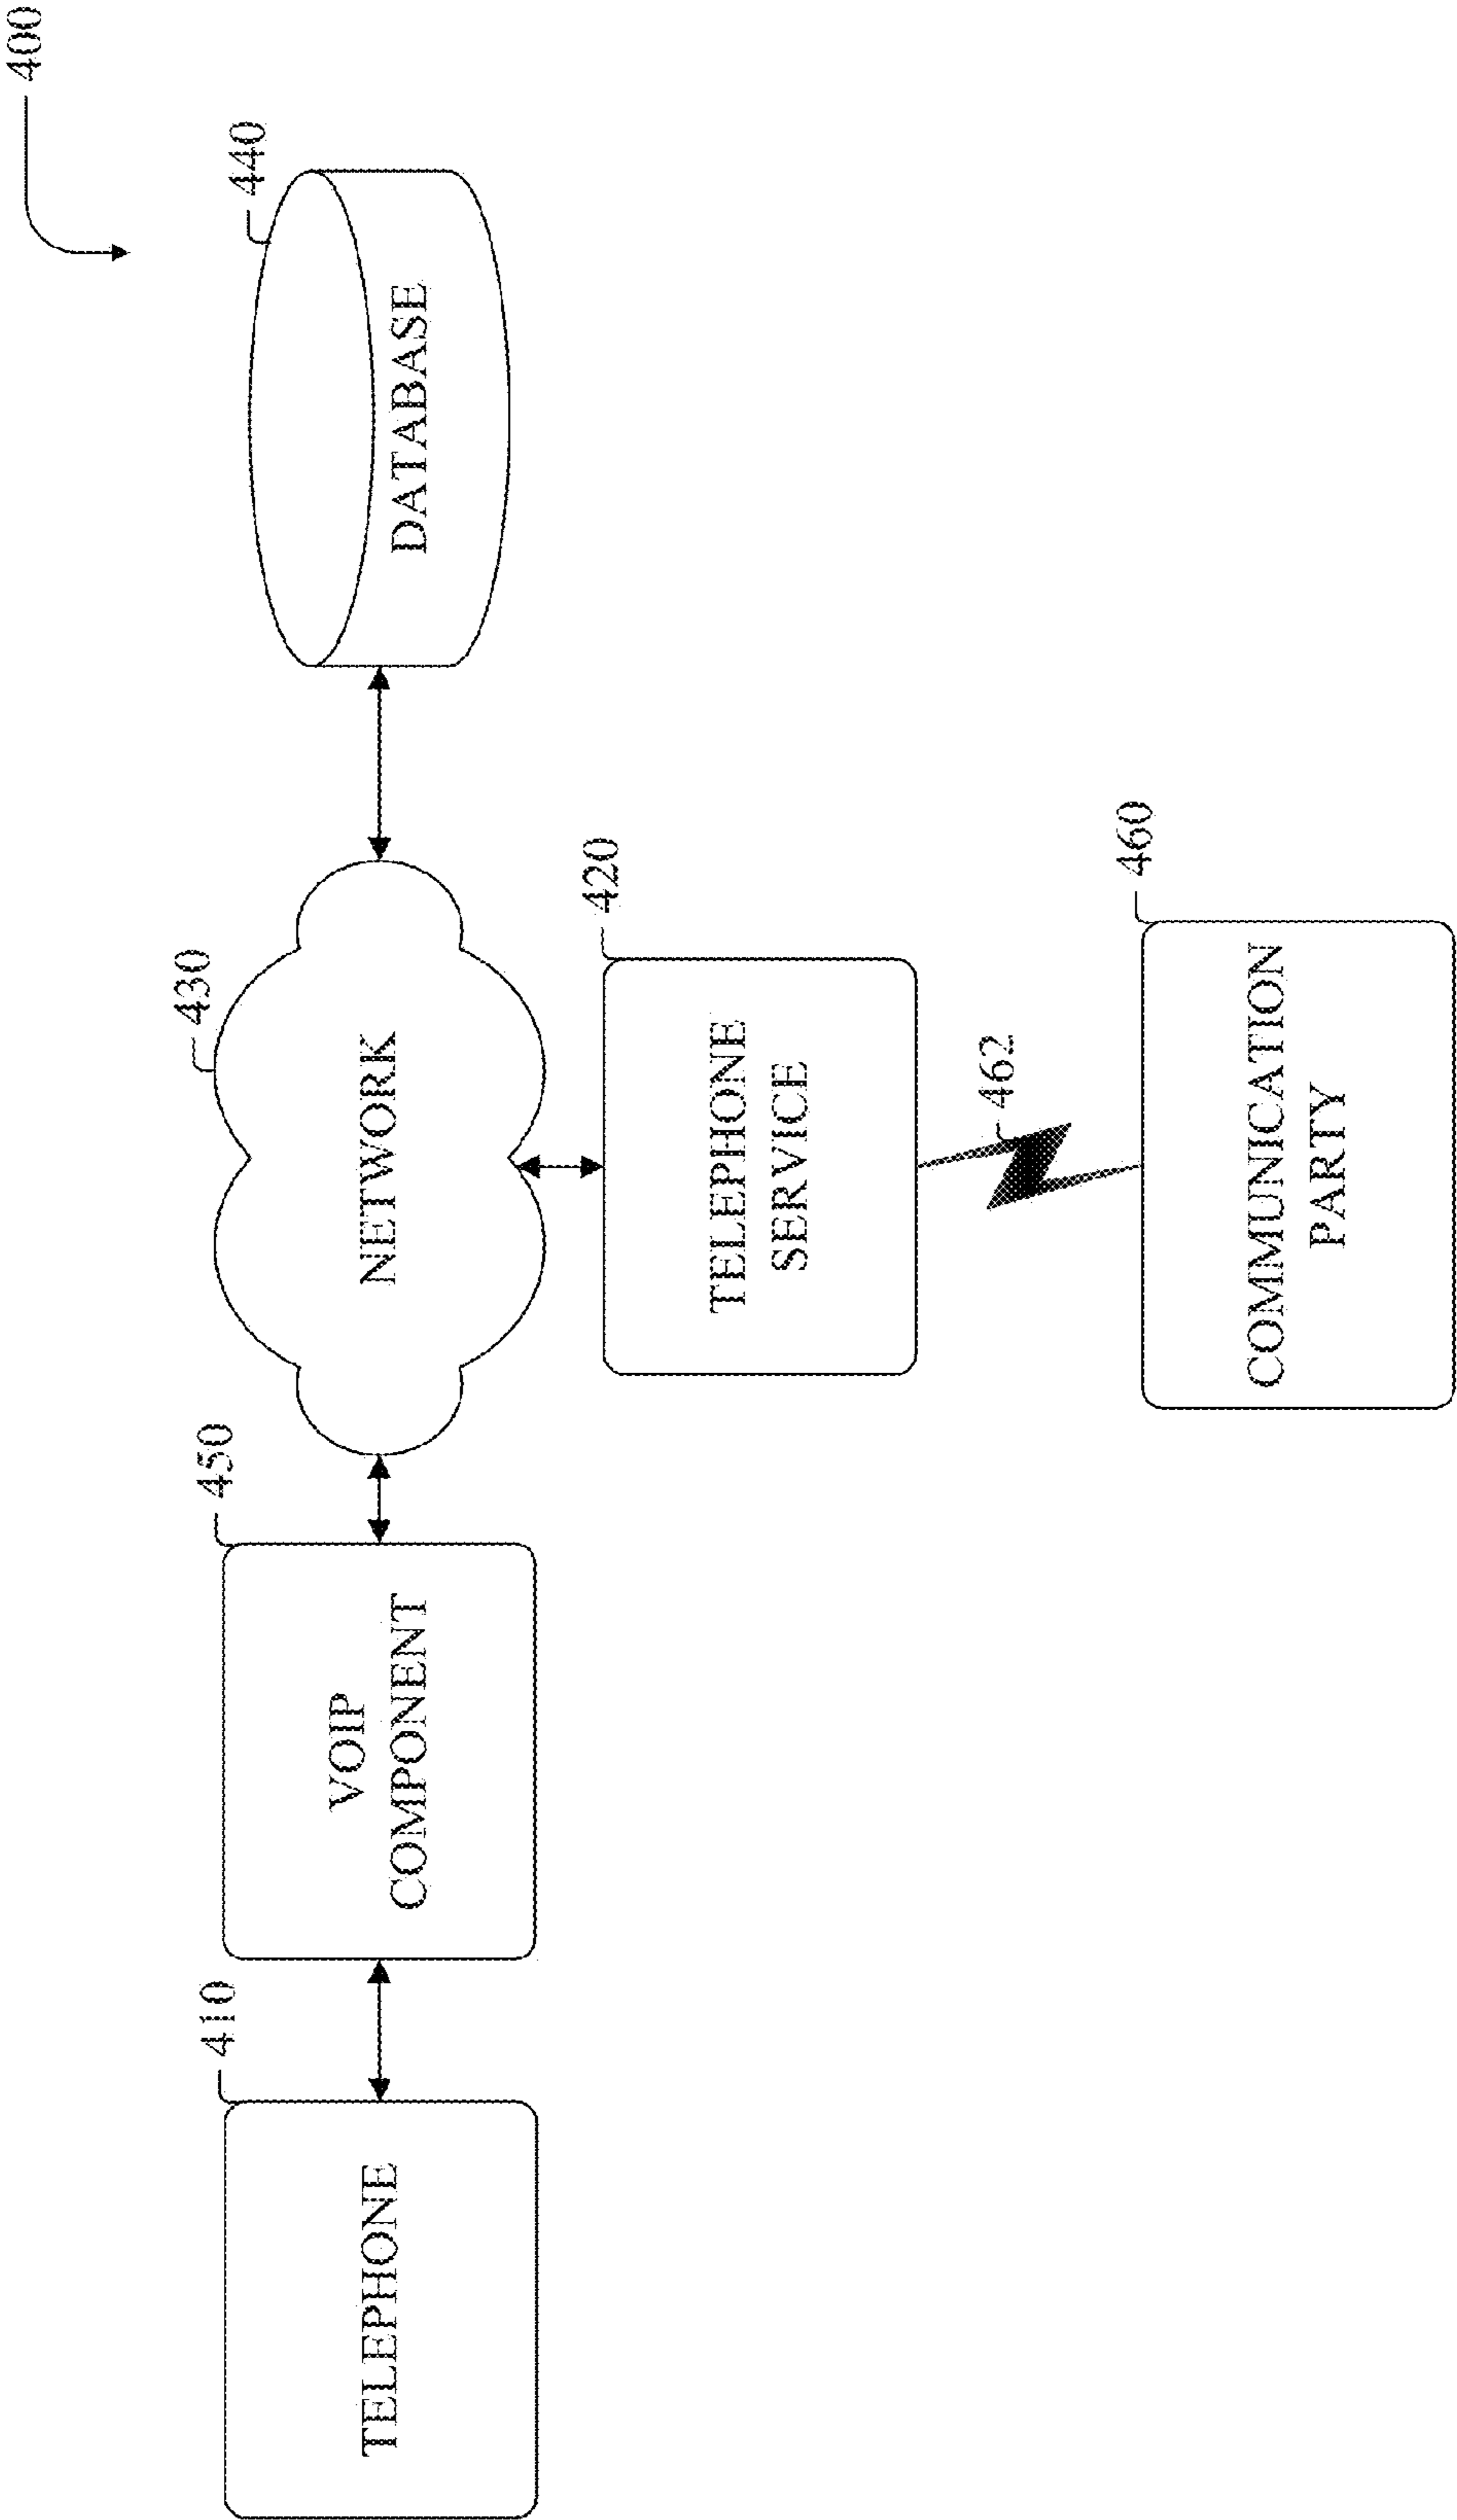 400
410
TELEPHONE
450
VOIP
COMPONENT
430
NETWORK
440
DATABASE
420
TELEPHONE
SERVICE
462
460
COMMUNICATION
PARTY